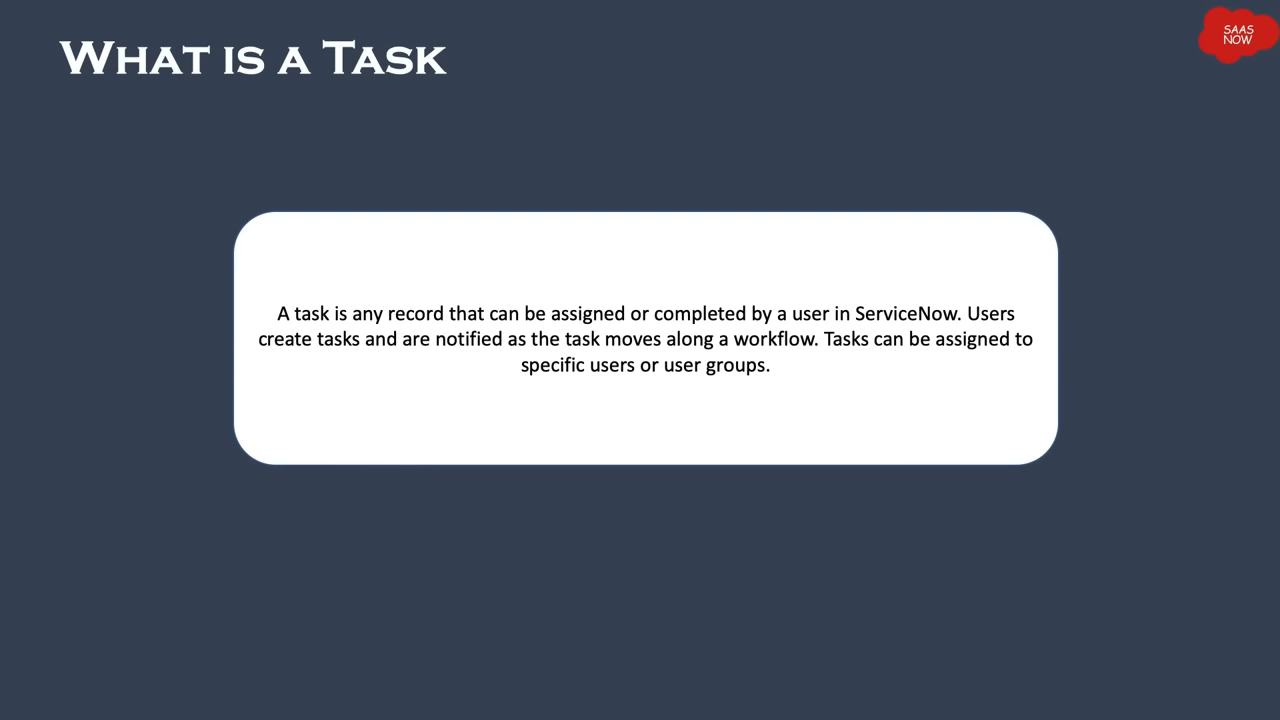 What is a Task
SAAS
NOW
A task is any record that can be assigned or completed by a user in ServiceNow. Users
create tasks and are notified as the task moves along a workflow. Tasks can be assigned to
specific users or user groups.